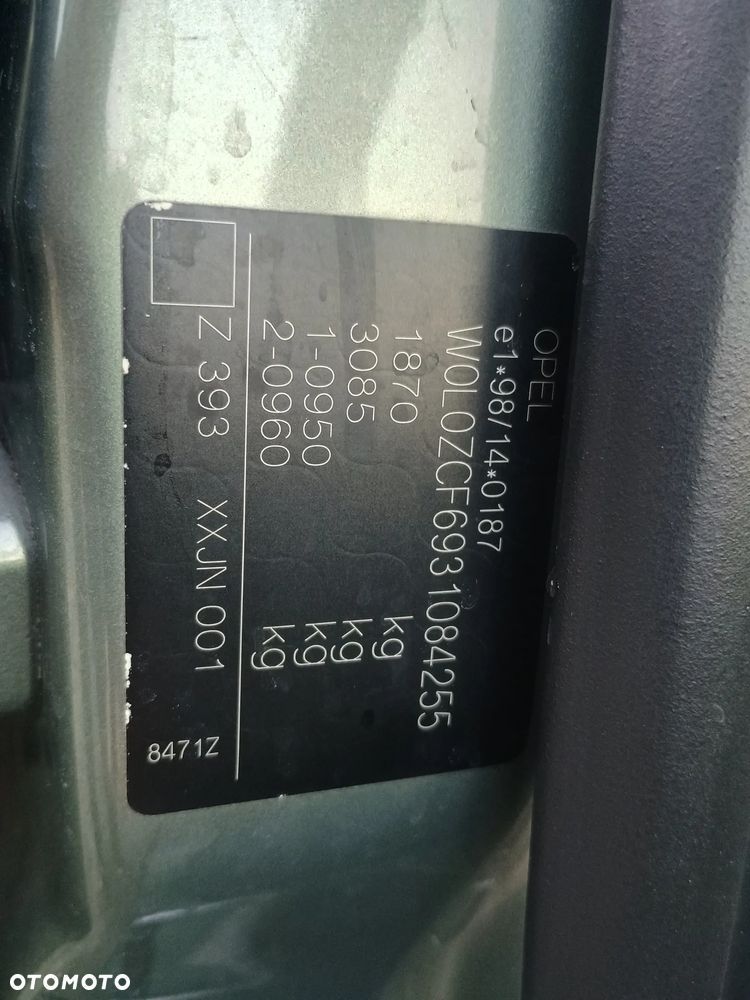 OPEL
e1*98/14*0187
W0L0ZCF6931084255
1870 kg
3085 kg
1-0950 kg
2-0960 kg
Z 393 XXJN 001
8471Z
OTOMOTO